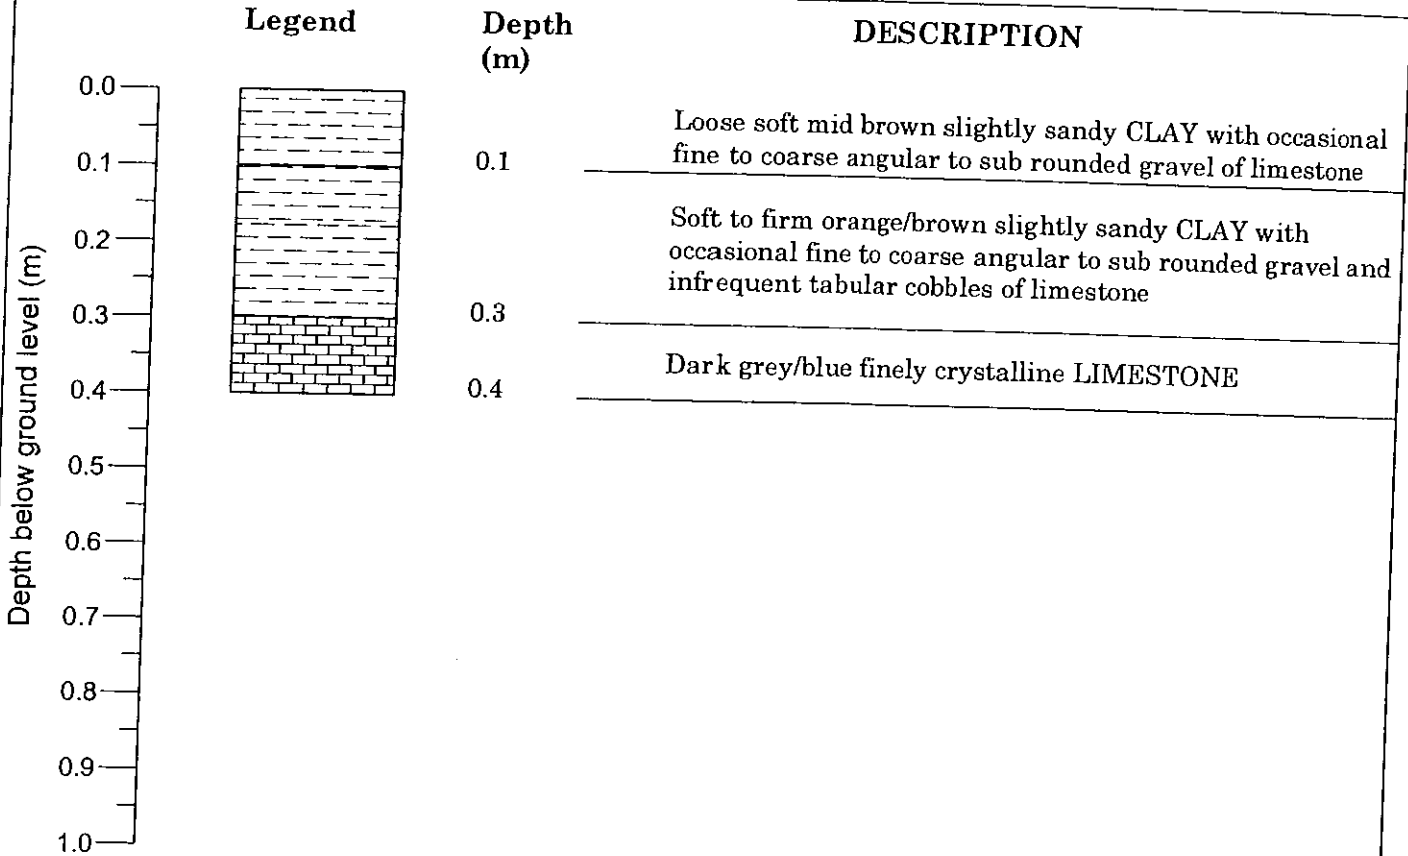 Legend
Depth
(m)
DESCRIPTION
Depth below ground level (m)
0.0
0.1
0.2
0.3
0.4
0.5
0.6
0.7
0.8
0.9
1.0
0.1
Loose soft mid brown slightly sandy CLAY with occasional
fine to coarse angular to sub rounded gravel of limestone
0.3
Soft to firm orange/brown slightly sandy CLAY with
occasional fine to coarse angular to sub rounded gravel and
infrequent tabular cobbles of limestone
0.4
Dark grey/blue finely crystalline LIMESTONE